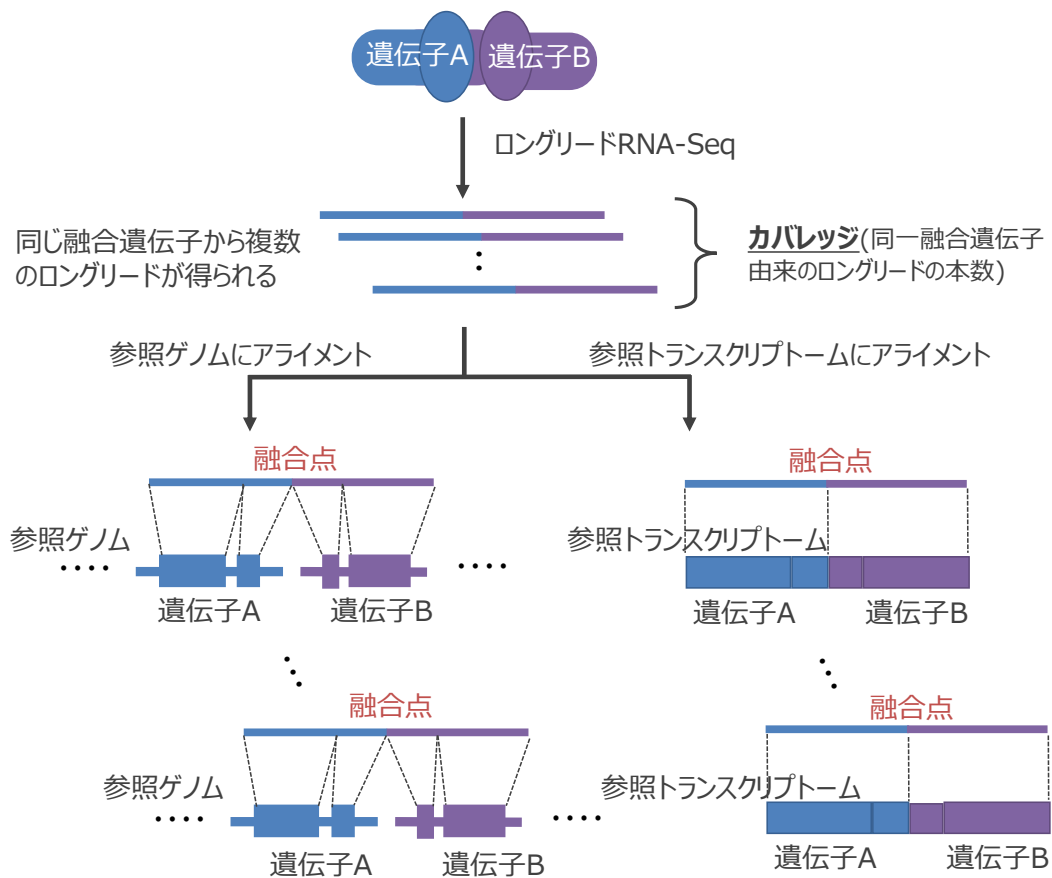 遺伝子A 遺伝子B
ロングリードRNA-Seq
同じ融合遺伝子から複数
のロングリードが得られる
カバレッジ(同一融合遺伝子
由来のロングリードの本数)
参照ゲノムにアライメント
参照トランスクリプトームにアライメント
融合点
参照ゲノム
遺伝子A
遺伝子B
融合点
参照トランスクリプトーム
遺伝子A
遺伝子B
融合点
参照ゲノム
遺伝子A
遺伝子B
融合点
参照トランスクリプトーム
遺伝子A
遺伝子B